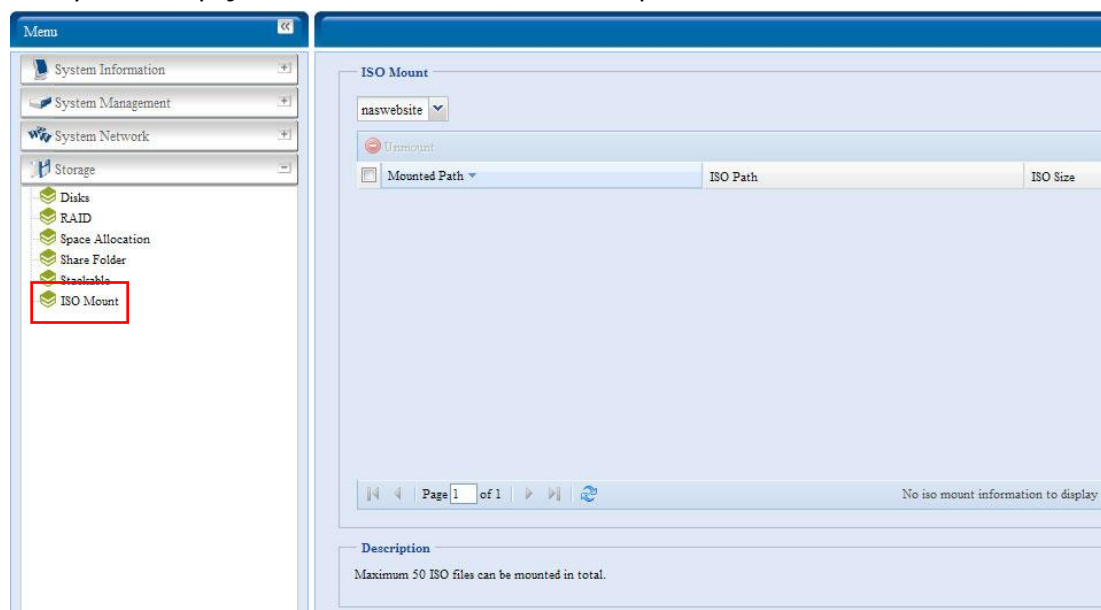 Menu
System Information
System Management
System Network
Storage
Disks
RAID
Space Allocation
Share Folder
Stackable
ISO Mount
ISO Mount
naswebsite
Unmount
Mounted Path ISO Path ISO Size
Page 1 of 1
No iso mount information to display
Description
Maximum 50 ISO files can be mounted in total.